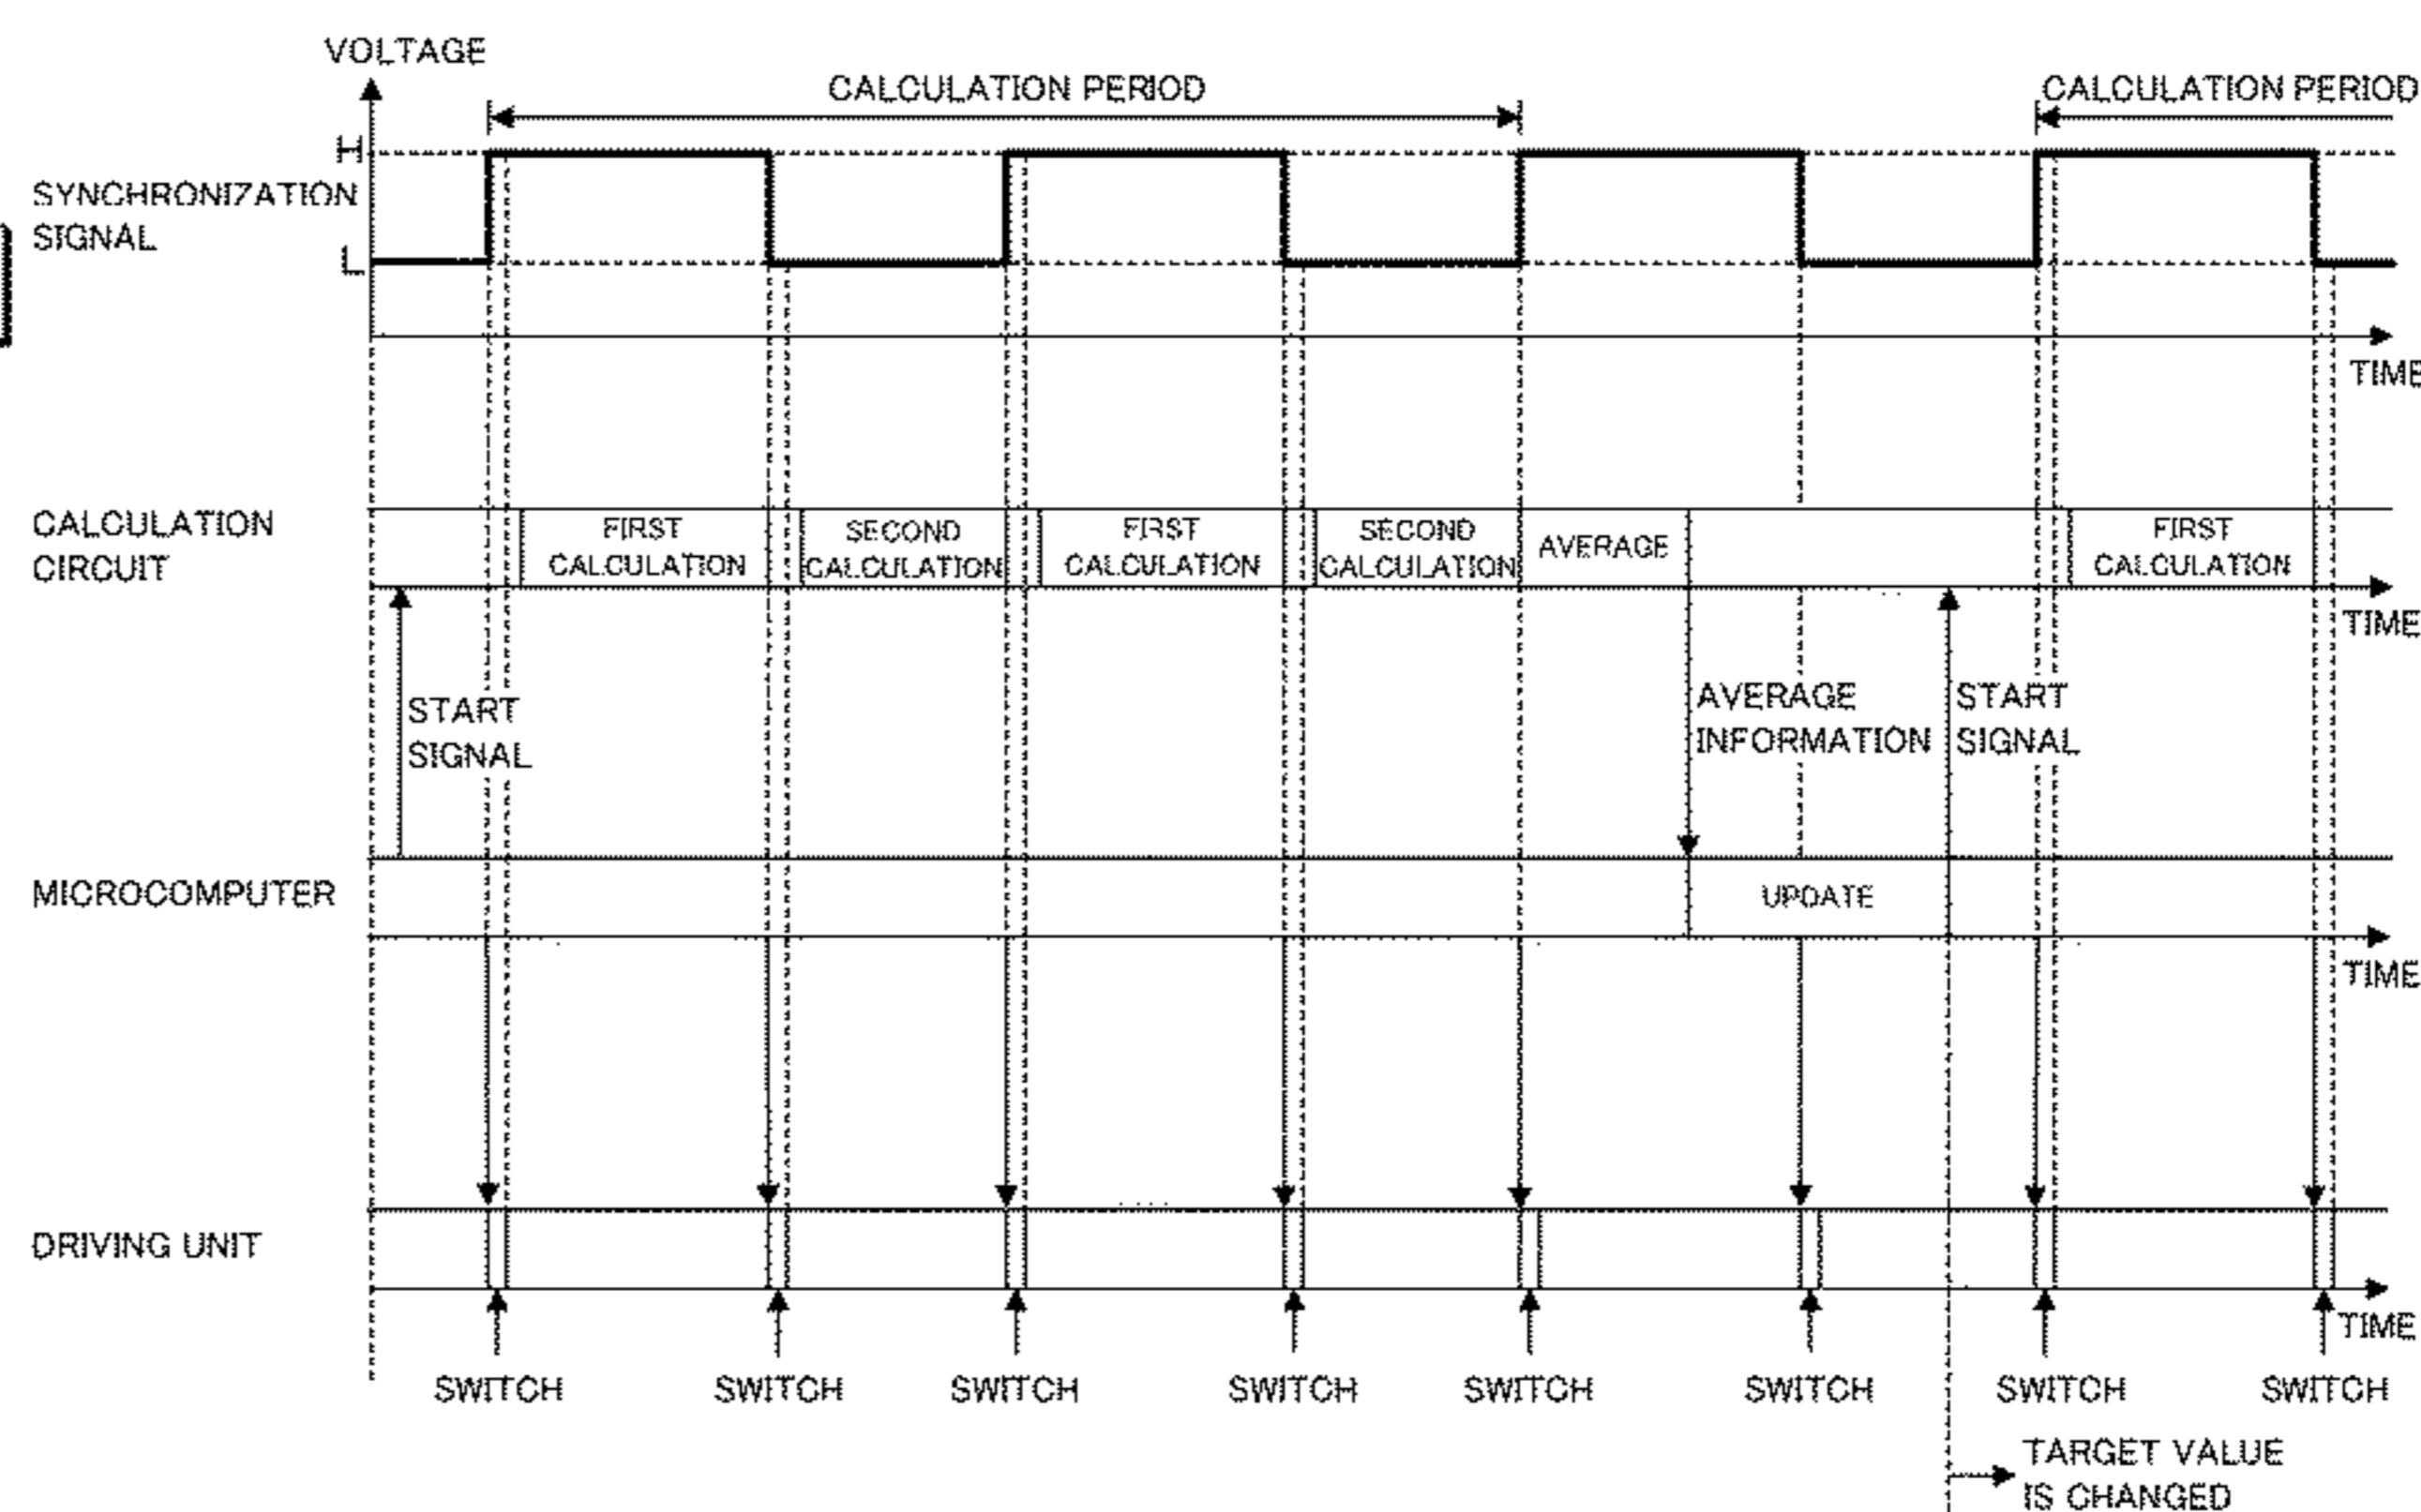 VOLTAGE
CALCULATION PERIOD
CALCULATION PERIOD
H
SYNCHRONIZATION
SIGNAL
L
TIME
CALCULATION
CIRCUIT
FIRST
CALCULATION
SECOND
CALCULATION
FIRST
CALCULATION
SECOND
CALCULATION
AVERAGE
FIRST
CALCULATION
TIME
START
SIGNAL
AVERAGE
INFORMATION
START
SIGNAL
MICROCOMPUTER
UPDATE
TIME
DRIVING UNIT
TIME
SWITCH
SWITCH
SWITCH
SWITCH
SWITCH
SWITCH
SWITCH
SWITCH
TARGET VALUE
IS CHANGED